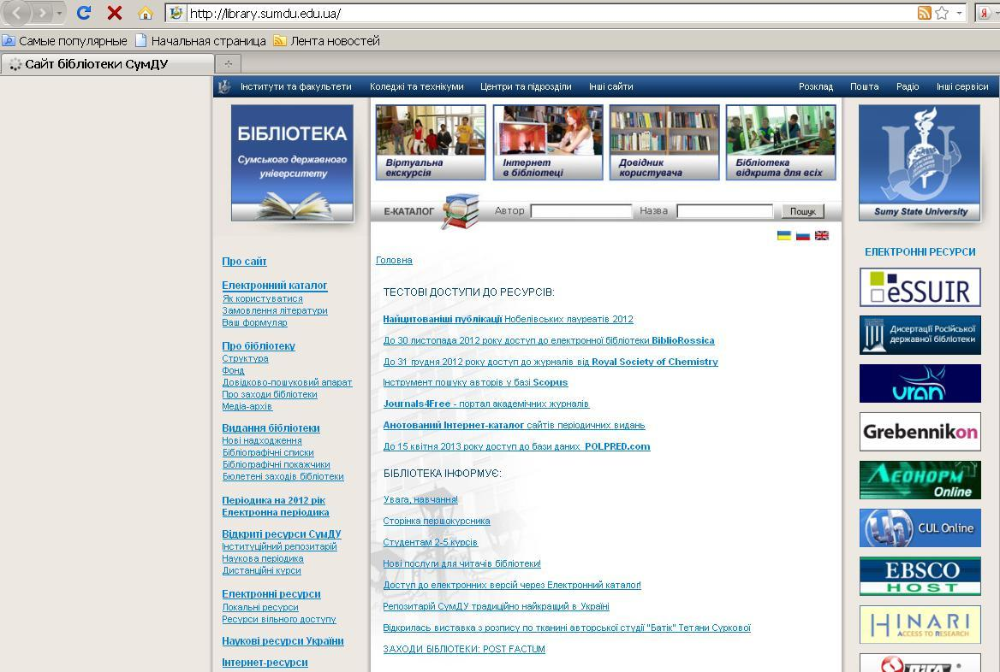 http://library.sumdu.edu.ua/
Самые популярные
Начальная страница
Лента новостей
Сайт бібліотеки СумДУ
Інститути та факультети
Коледжі та технікуми
Центри та підрозділи
Інші сайти
Розклад
Пошта
Радіо
Інші сервіси
БІБЛІОТЕКА
Сумського державного
університету
Віртуальна
екскурсія
Інтернет
в бібліотеці
Довідник
користувача
Бібліотека
відкрита для всіх
Sumy State University
Е-КАТАЛОГ
Автор
Назва
Пошук
Про сайт
Електронний каталог
Як користуватися
Замовлення літератури
Ваш формуляр
Про бібліотеку
Структура
Фонд
Довідково-пошуковий апарат
Про заходи бібліотеки
Медіа-архів
Видання бібліотеки
Нові надходження
Бібліографічні списки
Бібліографічні покажчики
Бюлетені заходів бібліотеки
Періодика на 2012 рік
Електронна періодика
Відкриті ресурси СумДУ
Інституційний репозитарій
Наукова періодика
Дистанційні курси
Електронні ресурси
Локальні ресурси
Ресурси вільного доступу
Наукові ресурси України
Інтернет-ресурси
Головна
ТЕСТОВІ ДОСТУПИ ДО РЕСУРСІВ:
Найцитованіші публікації Нобелівських лауреатів 2012
До 30 листопада 2012 року доступ до електронної бібліотеки BiblioRossica
До 31 грудня 2012 року доступ до журналів від Royal Society of Chemistry
Інструмент пошуку авторів у базі Scopus
Journals4Free - портал академічних журналів
Анотований Інтернет-каталог сайтів періодичних видань
До 15 квітня 2013 року доступ до бази даних POLPRED.com
БІБЛІОТЕКА ІНФОРМУЄ:
Увага, навчання!
Сторінка першокурсника
Студентам 2-5 курсів
Нові послуги для читачів бібліотеки!
Доступ до електронних версій через Електронний каталог!
Репозитарій СумДУ традиційно найкращий в Україні
Відкрилась виставка з розпису по тканині авторської студії "Батік" Тетяни Суркової
ЗАХОДИ БІБЛІОТЕКИ: POST FACTUM
ЕЛЕКТРОННІ РЕСУРСИ
eSSUIR
Дисертації Російської
державної бібліотеки
uran
Grebennikon
Леонорм
Online
CUL Online
EBSCO
HOST
HINARI
ACCESS TO RESEARCH